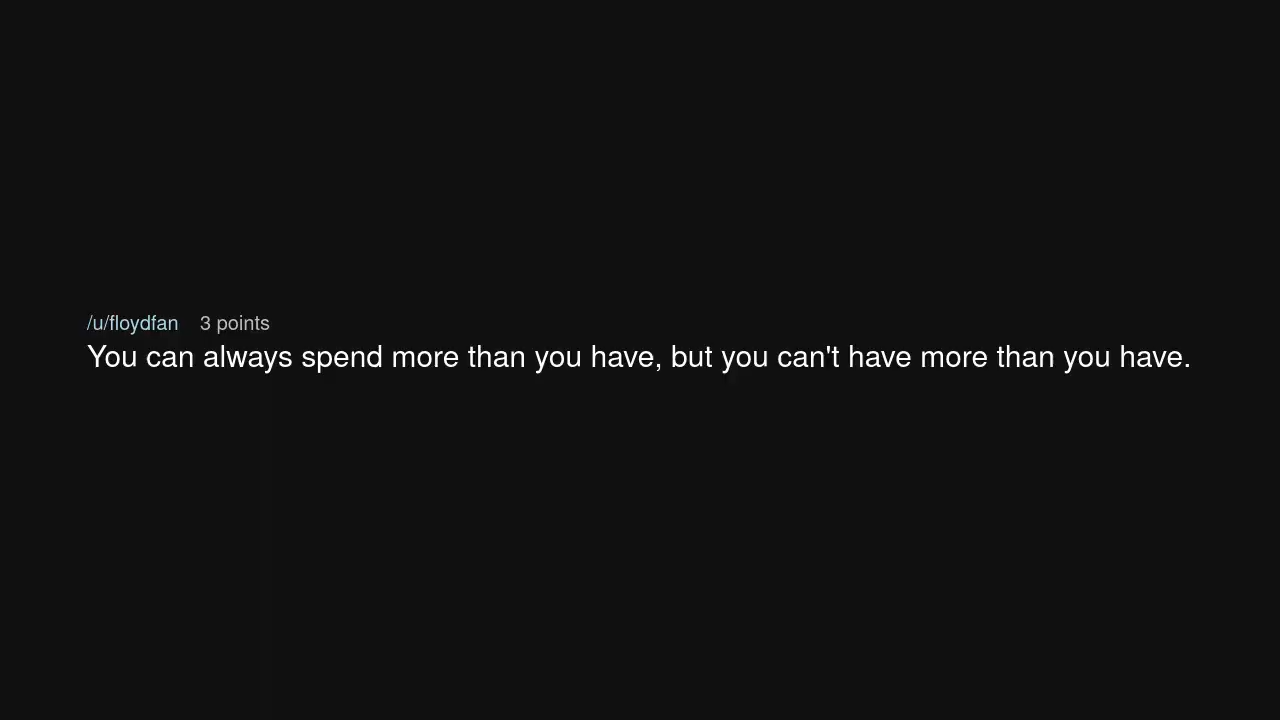 /u/floydfan 3 points
You can always spend more than you have, but you can't have more than you have.